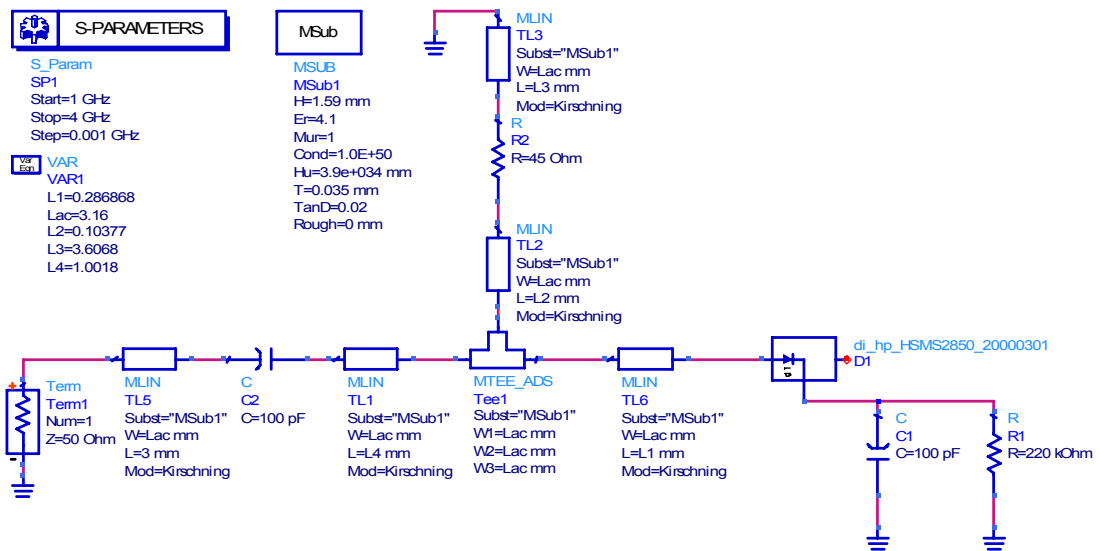 S-PARAMETERS
S_Param
SP1
Start=1 GHz
Stop=4 GHz
Step=0.001 GHz
Var
Eqn
VAR
VAR1
L1=0.286868
Lac=3.16
L2=0.10377
L3=3.6068
L4=1.0018
MSub
MSUB
MSub1
H=1.59 mm
Er=4.1
Mur=1
Cond=1.0E+50
Hu=3.9e+034 mm
T=0.035 mm
TanD=0.02
Rough=0 mm
MLIN
TL3
Subst="MSub1"
W=Lac mm
L=L3 mm
Mod=Kirschning
R
R2
R=45 Ohm
MLIN
TL2
Subst="MSub1"
W=Lac mm
L=L2 mm
Mod=Kirschning
Term
Term1
Num=1
Z=50 Ohm
MLIN
TL5
Subst="MSub1"
W=Lac mm
L=3 mm
Mod=Kirschning
C
C2
C=100 pF
MLIN
TL1
Subst="MSub1"
W=Lac mm
L=L4 mm
Mod=Kirschning
MTEE_ADS
Tee1
Subst="MSub1"
W1=Lac mm
W2=Lac mm
W3=Lac mm
MLIN
TL6
Subst="MSub1"
W=Lac mm
L=L1 mm
Mod=Kirschning
di_hp_HSMS2850_20000301
D1
C
C1
C=100 pF
R
R1
R=220 kOhm